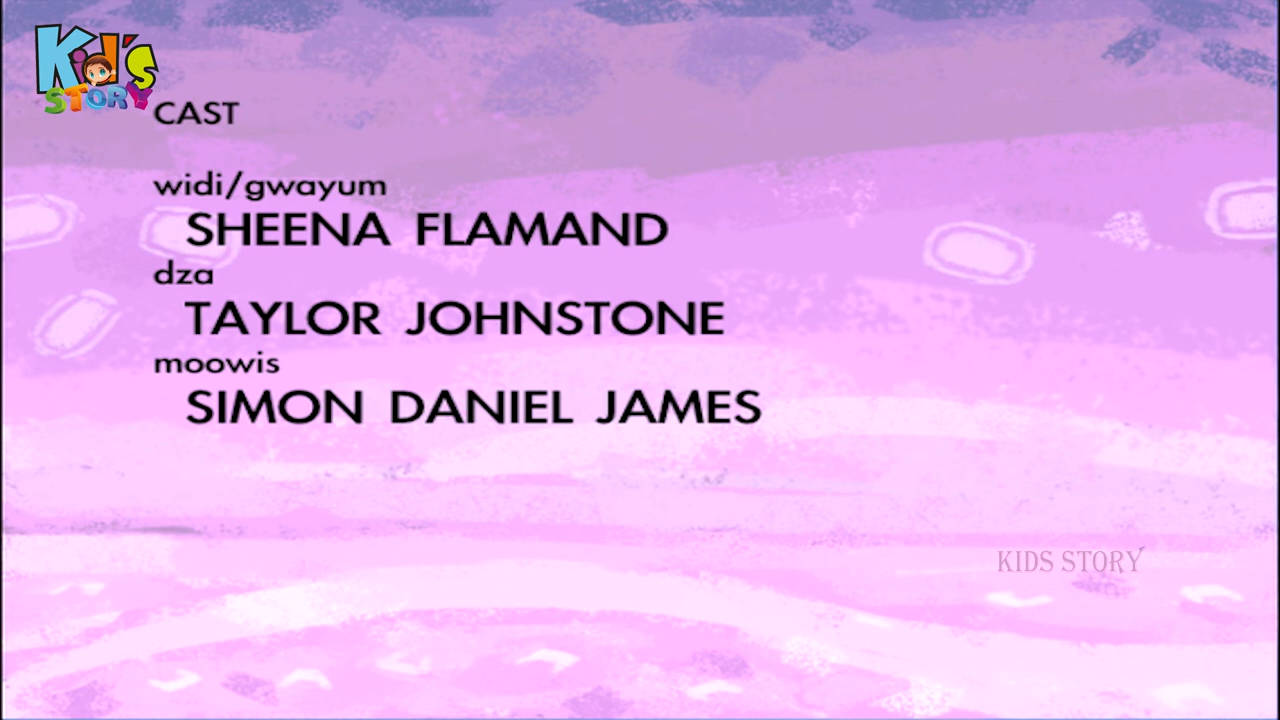 Kid's
STORY
CAST
widi/gwayum
SHEENA FLAMAND
dza
TAYLOR JOHNSTONE
moowis
SIMON DANIEL JAMES
KIDS STORY